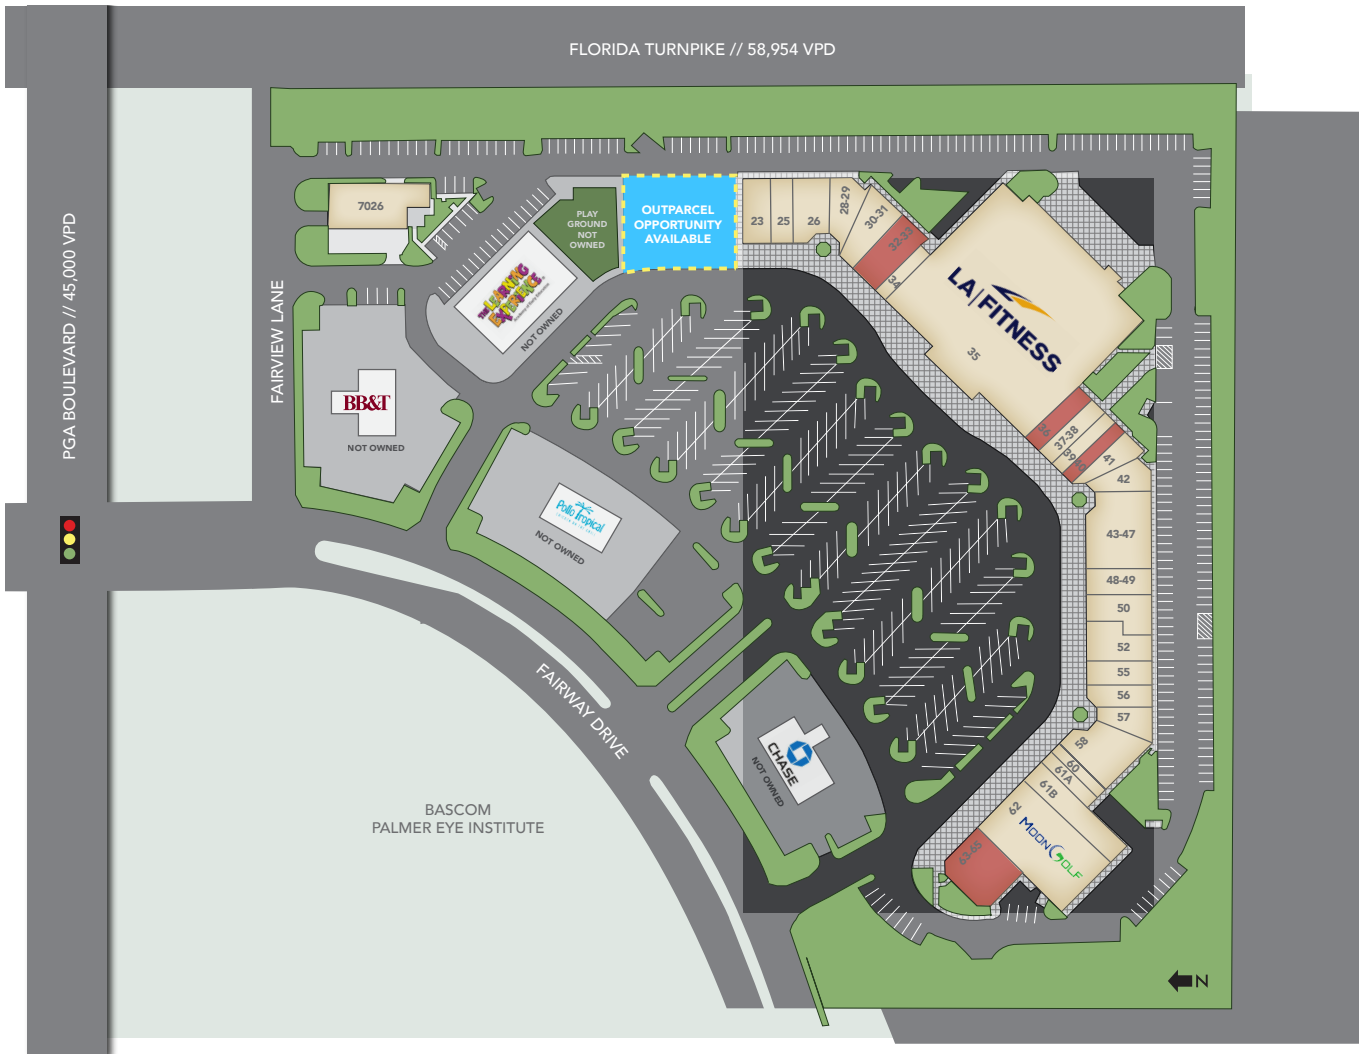 FLORIDA TURNPIKE // 58,954 VPD
PGA BOULEVARD // 45,000 VPD
FAIRVIEW LANE
7026
PLAY
GROUND
NOT
OWNED
OUTPARCEL
OPPORTUNITY
AVAILABLE
23
25
26
28-29
30-31
32-33
34
THE LEARNING
EXPERIENCE
NOT OWNED
LA|FITNESS
35
BB&T
NOT OWNED
36
37-38
39
40
41
42
43-47
48-49
50
52
55
56
57
58
60
61A
61B
62
MOONGOLF
63-65
Pollo Tropical
NOT OWNED
FAIRWAY DRIVE
CHASE
NOT OWNED
BASCOM
PALMER EYE INSTITUTE
N